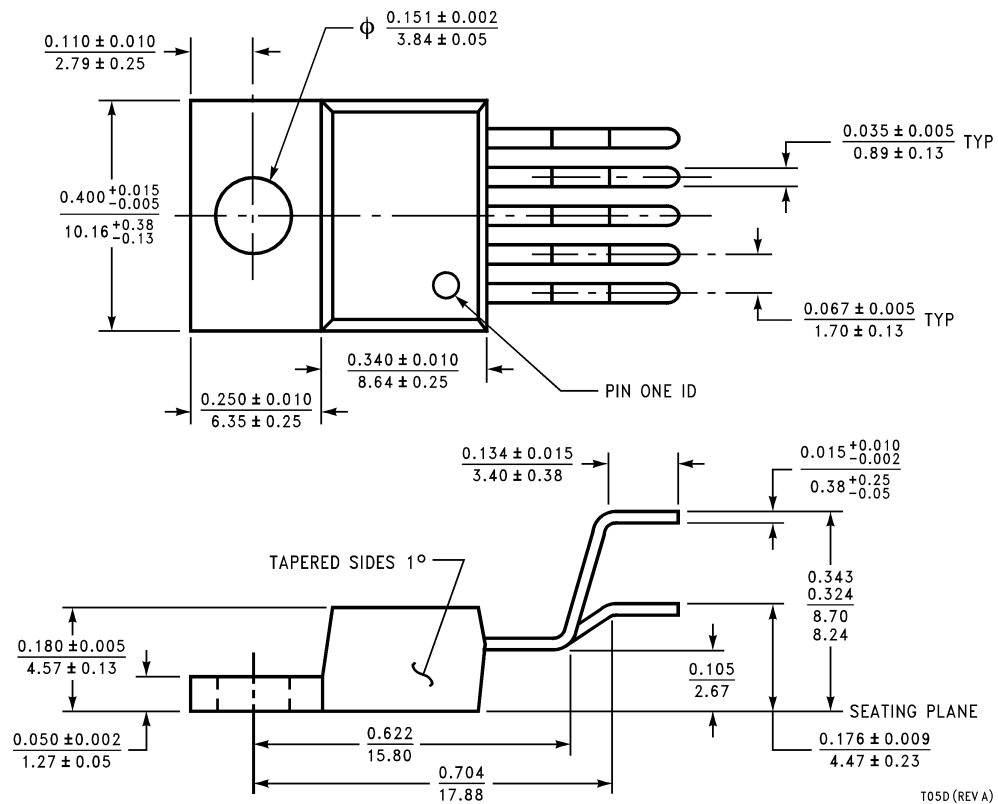 ϕ 0.151 ± 0.002
3.84 ± 0.05
0.110 ± 0.010
2.79 ± 0.25
0.035 ± 0.005 TYP
0.89 ± 0.13
0.400 +0.015 -0.005
10.16 +0.38 -0.13
0.067 ± 0.005 TYP
1.70 ± 0.13
0.340 ± 0.010
8.64 ± 0.25
PIN ONE ID
0.250 ± 0.010
6.35 ± 0.25
0.134 ± 0.015
3.40 ± 0.38
0.015 +0.010 -0.002
0.38 +0.25 -0.05
TAPERED SIDES 1°
0.343
0.324
8.70
8.24
0.180 ± 0.005
4.57 ± 0.13
0.105
2.67
SEATING PLANE
0.050 ± 0.002
1.27 ± 0.05
0.622
15.80
0.176 ± 0.009
4.47 ± 0.23
0.704
17.88
T05D (REV A)